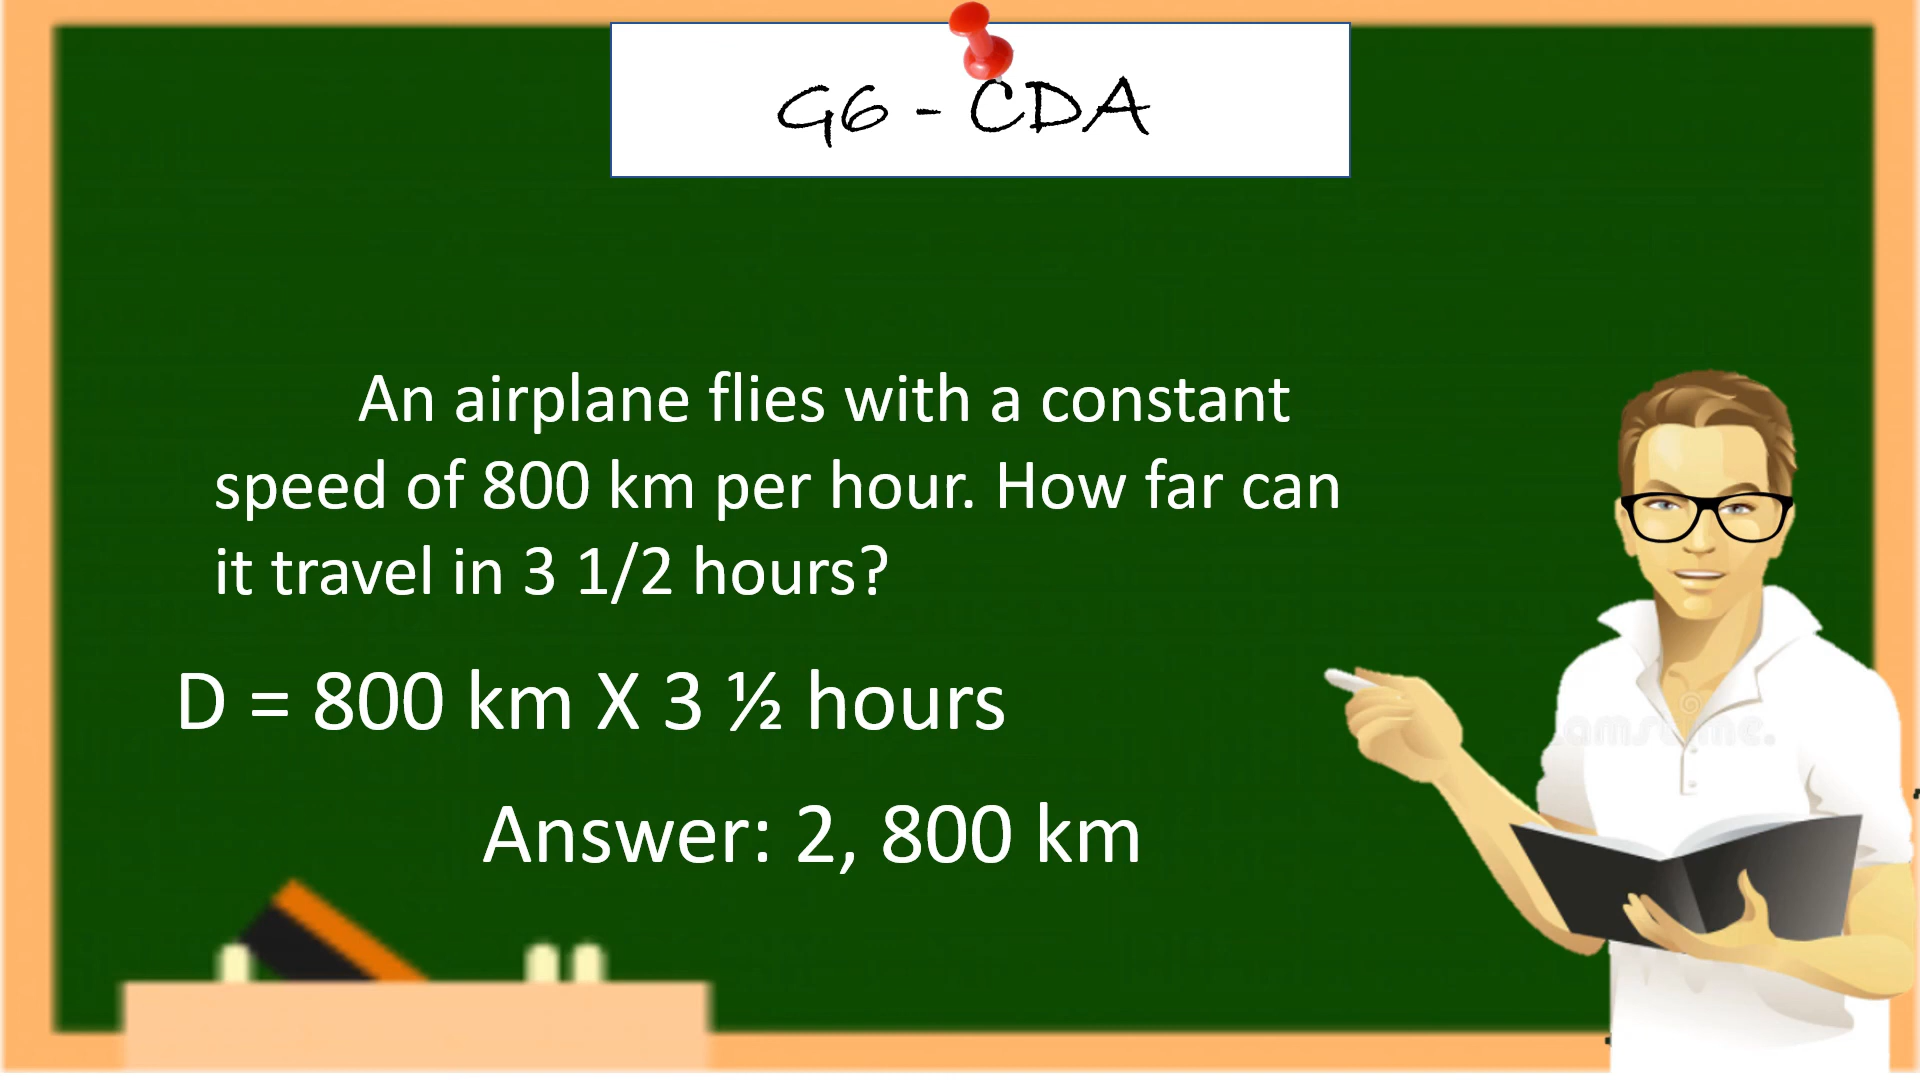 G6 - CDA
An airplane flies with a constant
speed of 800 km per hour. How far can
it travel in 3 1/2 hours?
D = 800 km X 3 ½ hours
Answer: 2, 800 km